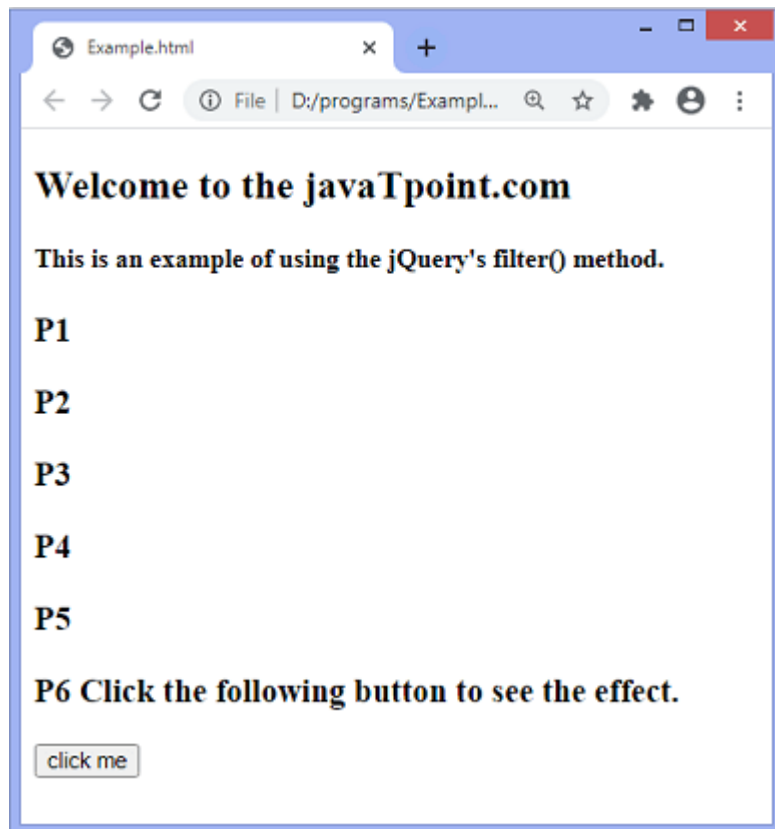 Example.html
File | D:/programs/Exampl...
Welcome to the javaTpoint.com
This is an example of using the jQuery's filter() method.
P1
P2
P3
P4
P5
P6 Click the following button to see the effect.
click me